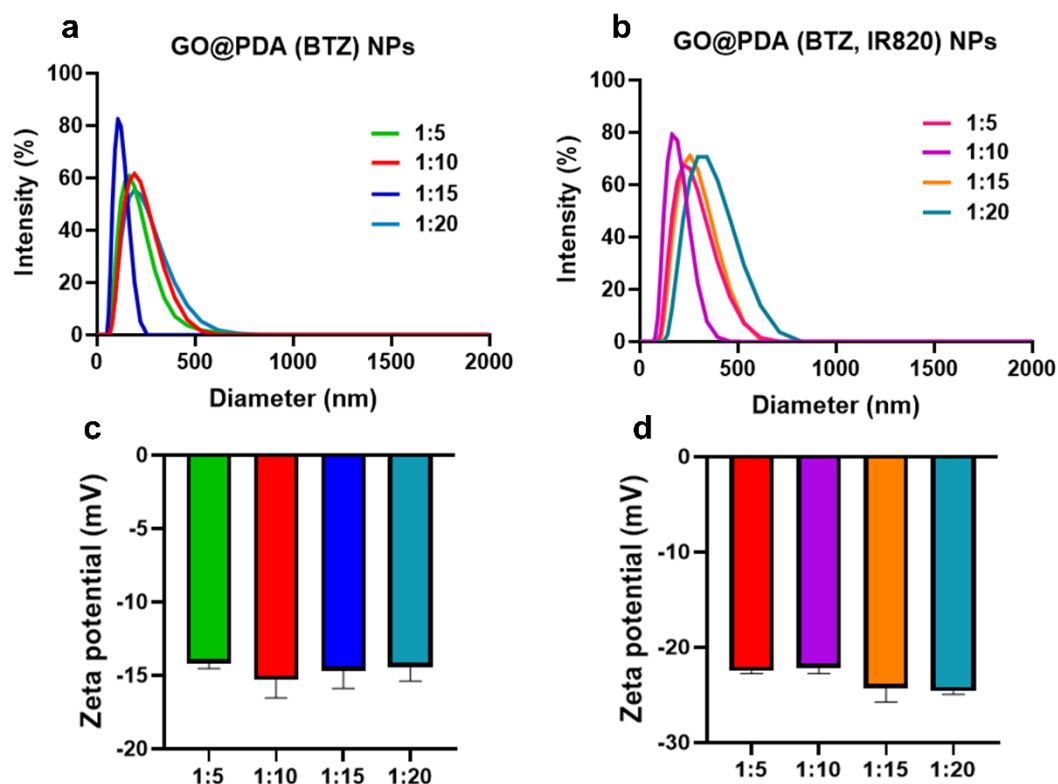 a
GO@PDA (BTZ) NPs
Intensity (%)
100
80
60
40
20
0
1:5
1:10
1:15
1:20
0 500 1000 1500 2000
Diameter (nm)
b
GO@PDA (BTZ, IR820) NPs
Intensity (%)
100
80
60
40
20
0
1:5
1:10
1:15
1:20
0 500 1000 1500 2000
Diameter (nm)
c
Zeta potential (mV)
0
-5
-10
-15
-20
1:5 1:10 1:15 1:20
d
Zeta potential (mV)
0
-10
-20
-30
1:5 1:10 1:15 1:20